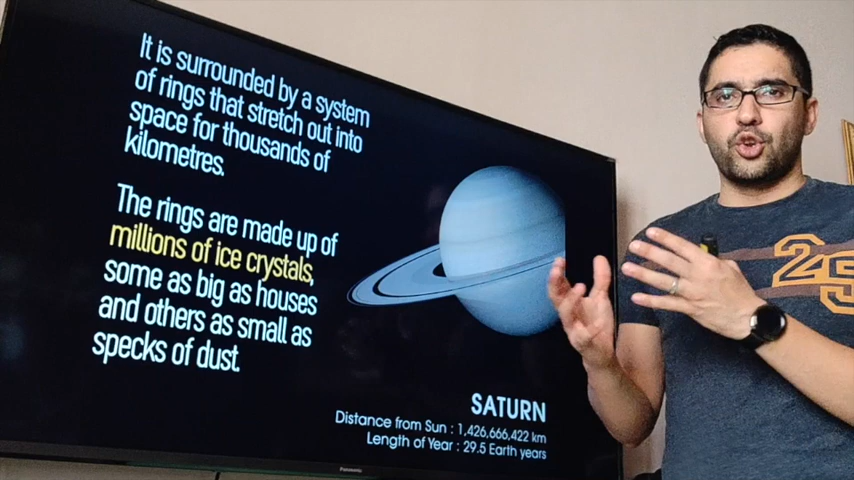 It is surrounded by a system
of rings that stretch out into
space for thousands of
kilometres.
The rings are made up of
millions of ice crystals,
some as big as houses
and others as small as
specks of dust.
SATURN
Distance from Sun : 1,426,666,422 km
Length of Year : 29.5 Earth years
Panasonic